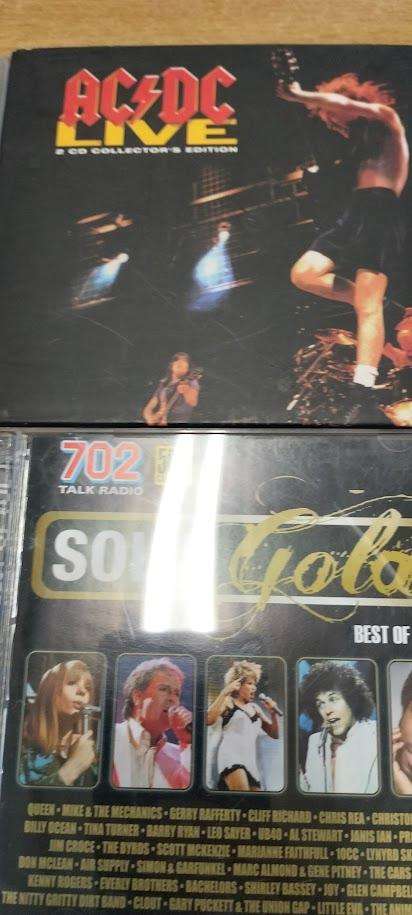 AC DC
LIVE
2 CD COLLECTOR'S EDITION
702
TALK RADIO
Gold
BEST OF
QUEEN • MIKE & THE MECHANICS • GERRY RAFFERTY • CLIFF RICHARD • CHRIS REA •
BILLY OCEAN • TINA TURNER • BARRY RYAN • LEO SAYER • UB40 • AL STEWART • JANIS IAN •
JIM CROCE • THE BYRDS • SCOTT MCKENZIE • MARIANNE FAITHFULL • 10CC •
DON MCLEAN • AIR SUPPLY • SIMON & GARFUNKEL • MARC ALMOND & GENE PITNEY • THE CARS
KENNY ROGERS • EVERLY BROTHERS • BACHELORS • SHIRLEY BASSEY • JOY • GLEN
THE NITTY GRITTY DIRT BAND • CLOUT • GARY PUCKETT & THE UNION GAP • LITTLE EVA • THE